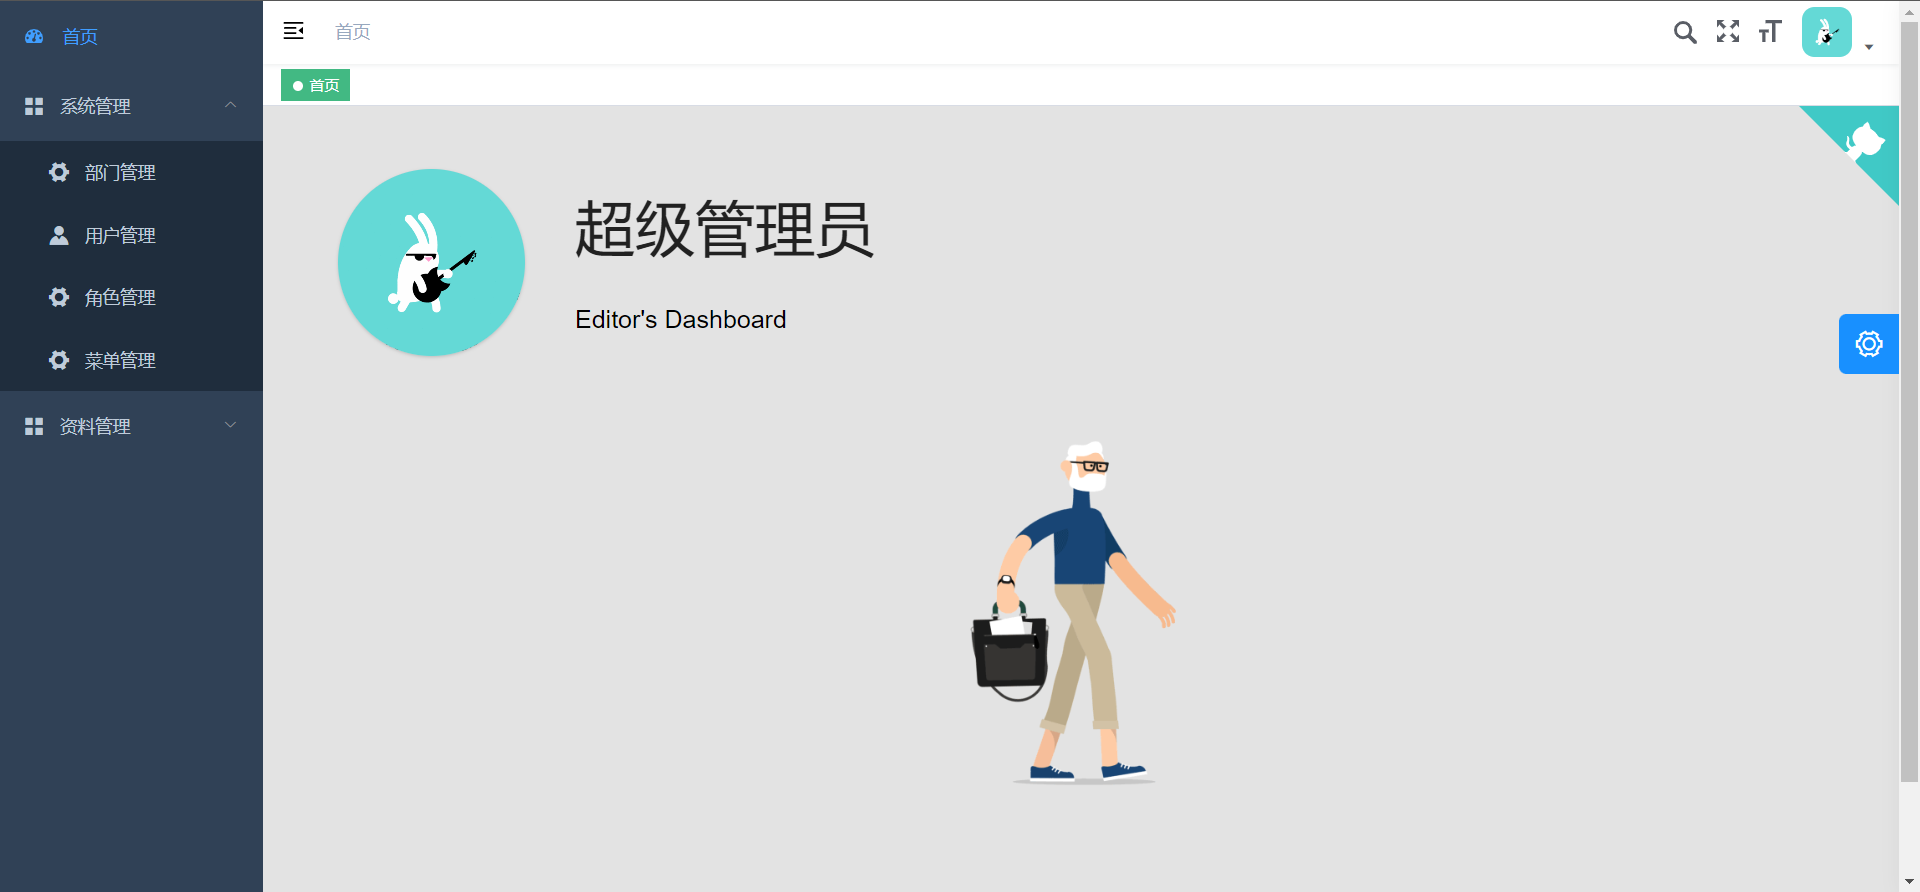 首页
系统管理
部门管理
用户管理
角色管理
菜单管理
资料管理
首页
首页
超级管理员
Editor's Dashboard